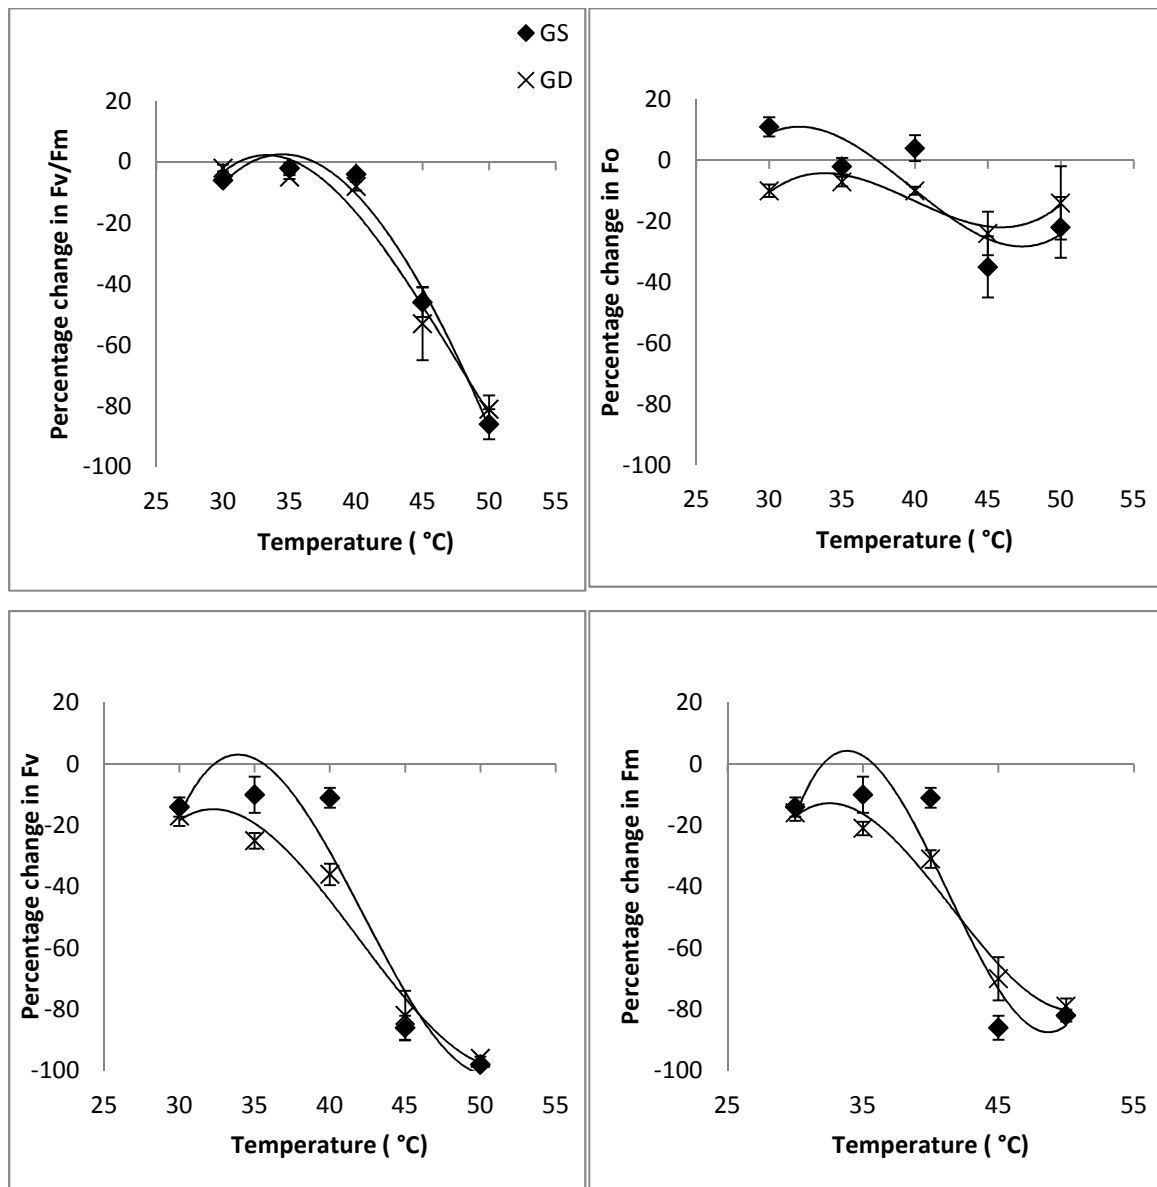 GS
GD
Percentage change in Fv/Fm
20
0
-20
-40
-60
-80
-100
25 30 35 40 45 50 55
Temperature ( °C)
Percentage change in Fo
20
0
-20
-40
-60
-80
-100
25 30 35 40 45 50 55
Temperature ( °C)
Percentage change in Fv
20
0
-20
-40
-60
-80
-100
25 30 35 40 45 50 55
Temperature ( °C)
Percentage change in Fm
20
0
-20
-40
-60
-80
-100
25 35 45 55
Temperature ( °C)